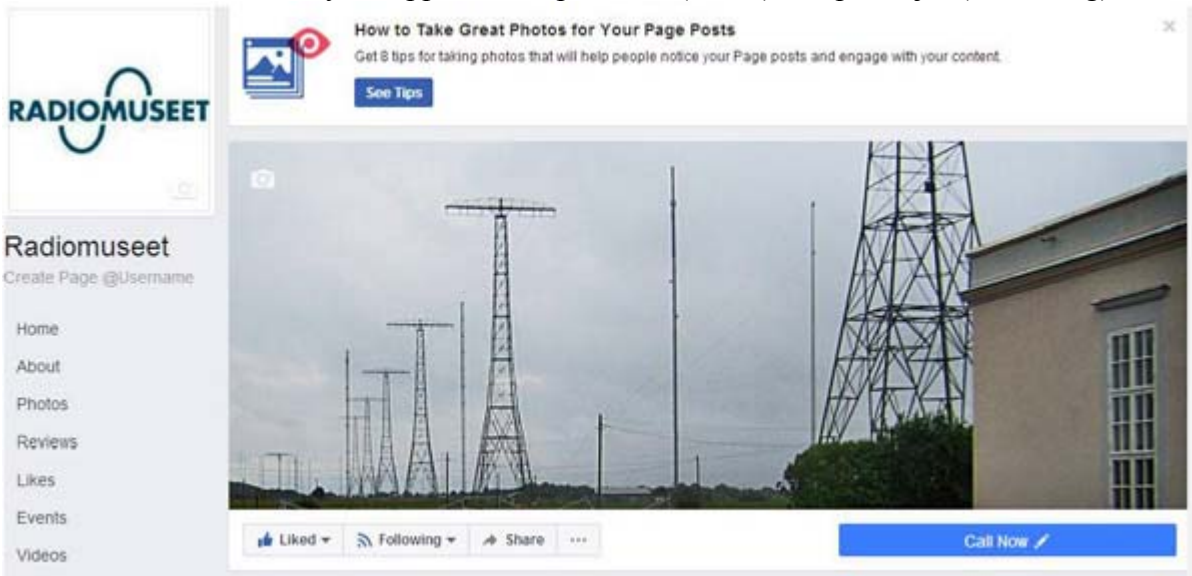 How to Take Great Photos for Your Page Posts
Get 8 tips for taking photos that will help people notice your Page posts and engage with your content.
See Tips
RADIOMUSEET
Radiomuseet
Create Page @Username
Home
About
Photos
Reviews
Likes
Events
Videos
Liked
Following
Share
Call Now